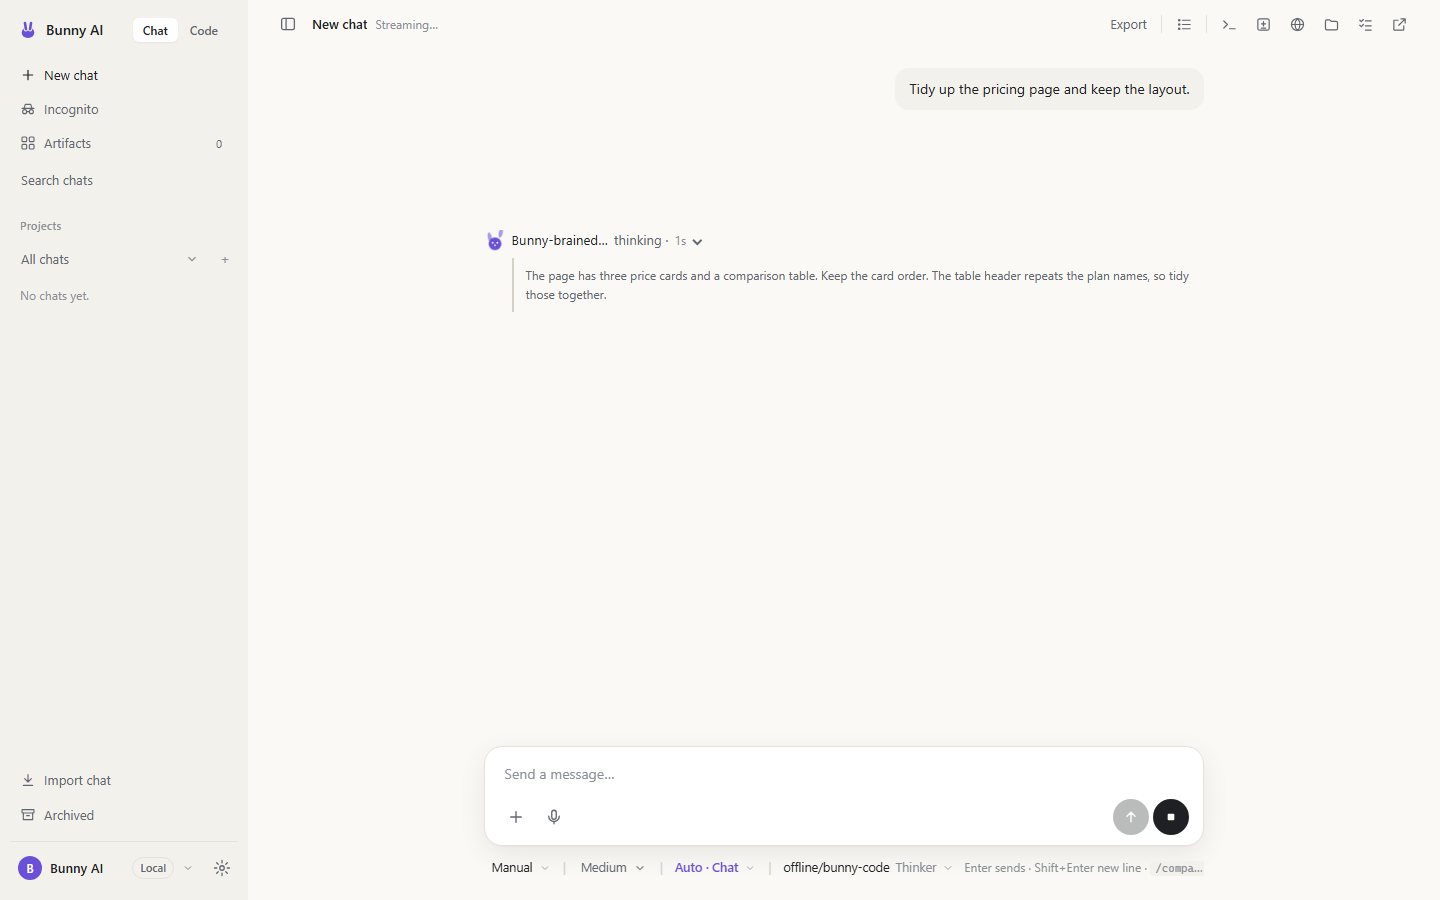 Bunny AI
Chat
Code
New chat
Incognito
Artifacts
0
Search chats
Projects
All chats
+
No chats yet.
Import chat
Archived
B
Bunny AI
Local
New chat
Streaming...
Export
Tidy up the pricing page and keep the layout.
Bunny-brained... thinking · 1s
The page has three price cards and a comparison table. Keep the card order. The table header repeats the plan names, so tidy
those together.
Send a message...
Manual
Medium
Auto · Chat
offline/bunny-code Thinker
Enter sends · Shift+Enter new line · /compa...